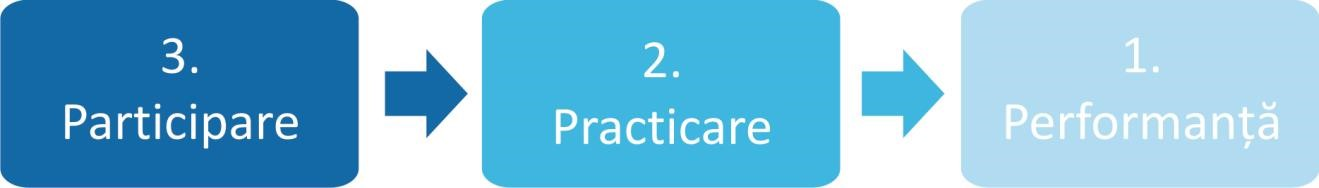 3.
Participare
2.
Practicare
1.
Performanță